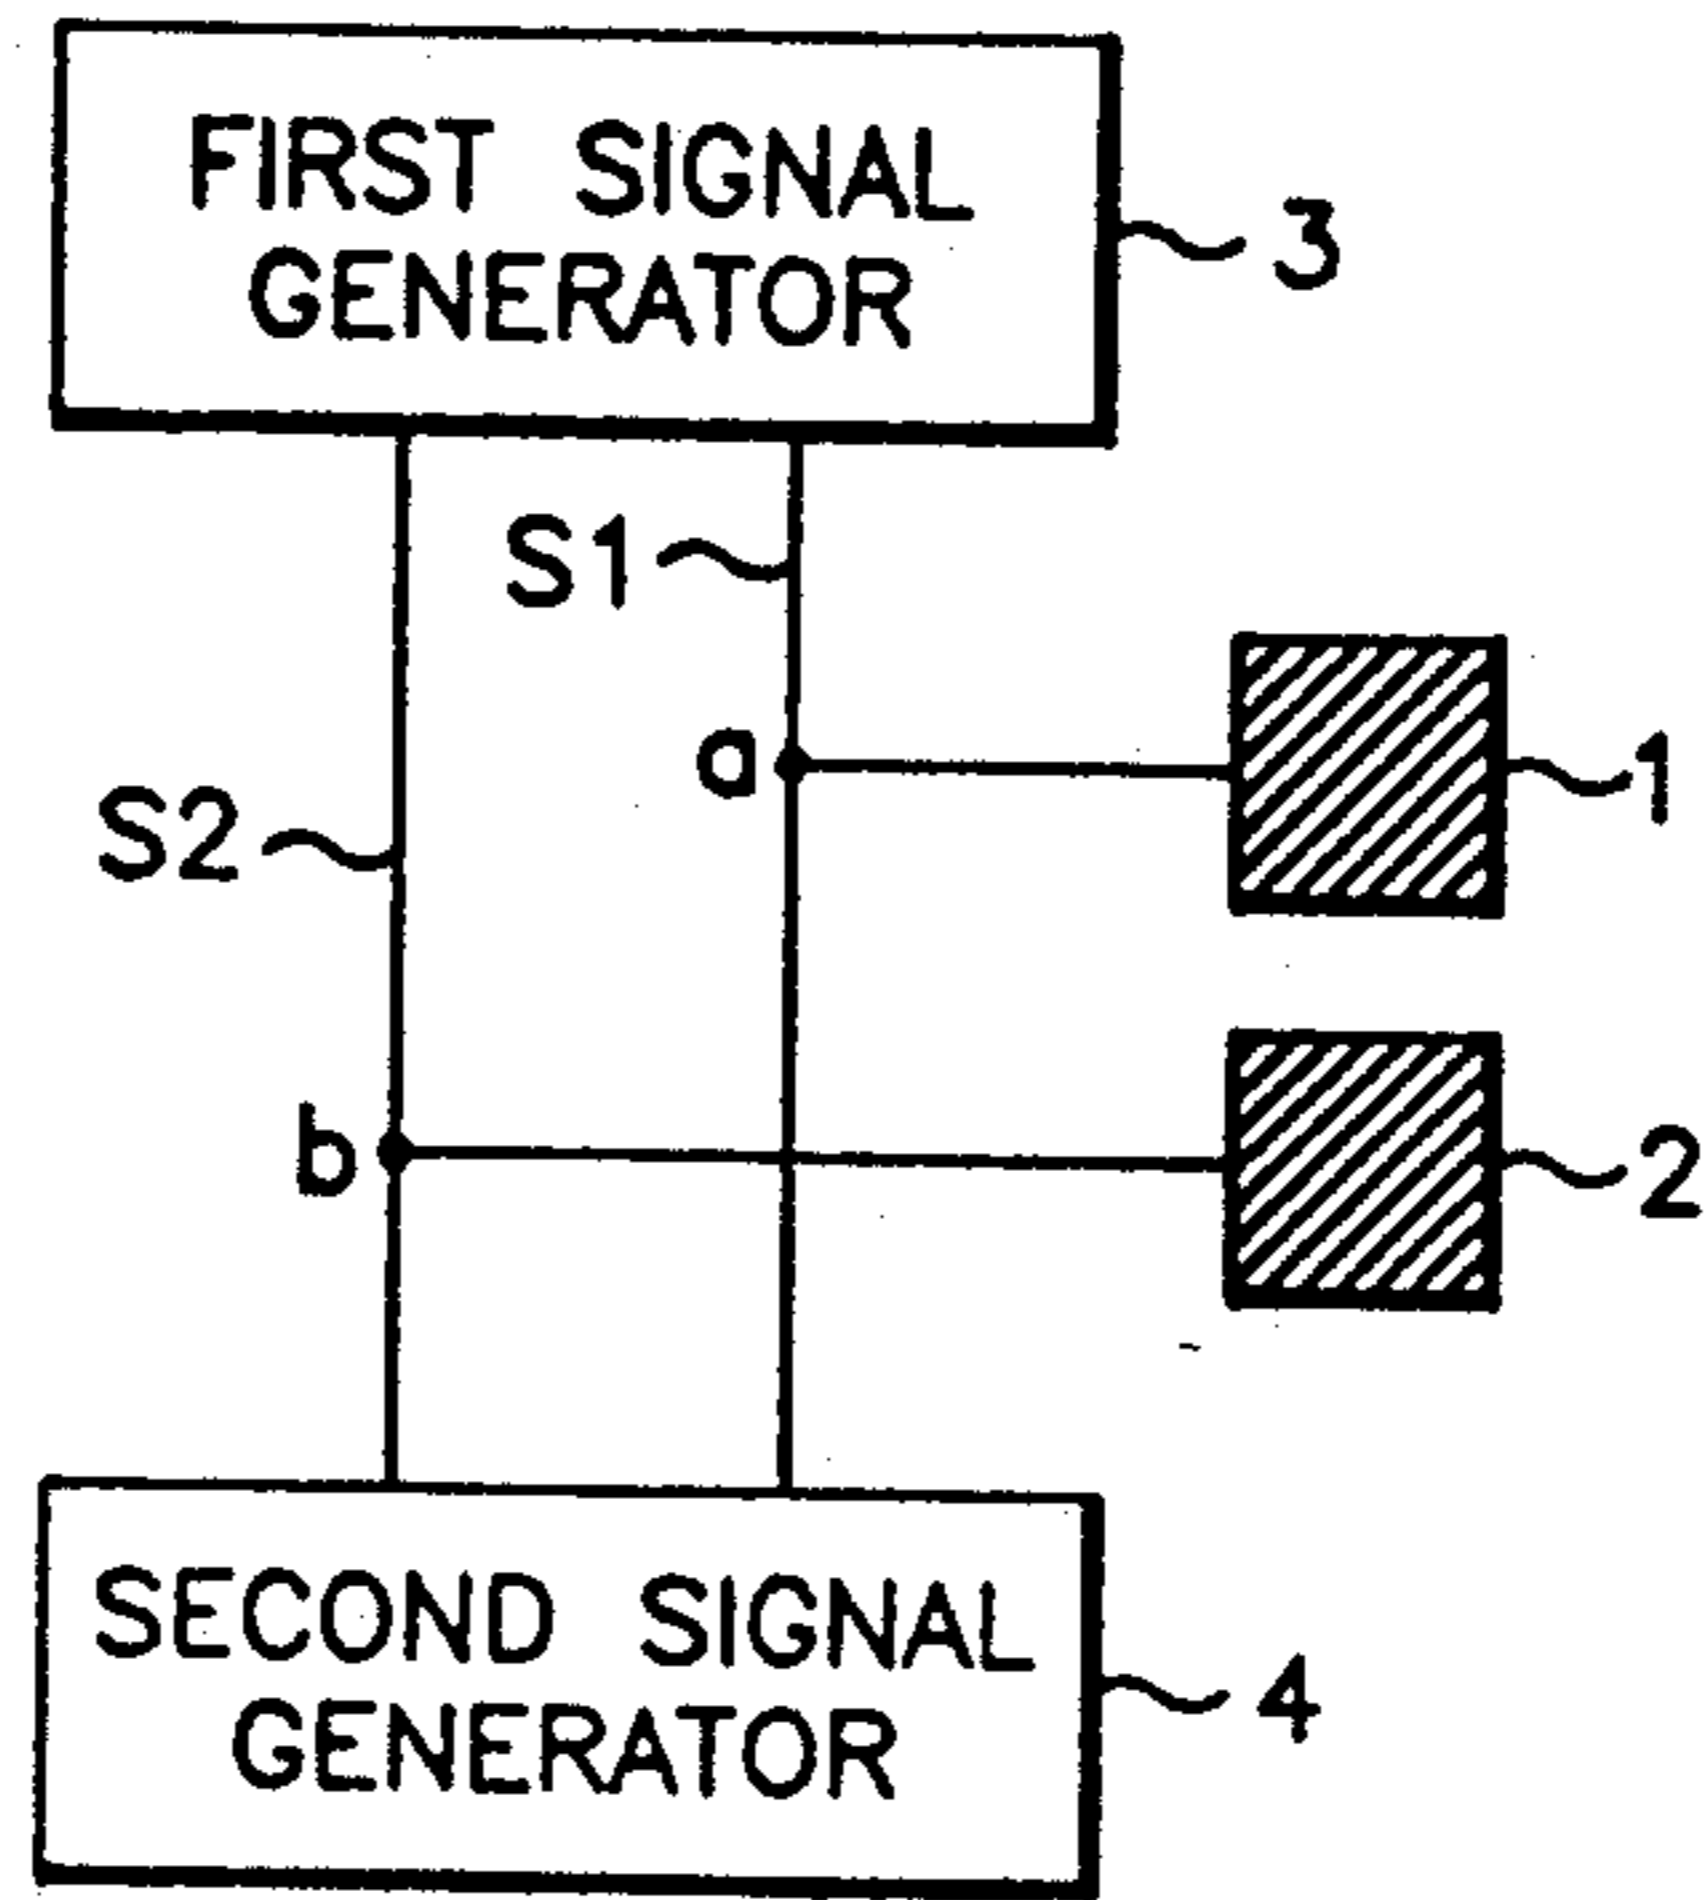 FIRST SIGNAL
GENERATOR
3
S1
a
1
S2
b
2
SECOND SIGNAL
GENERATOR
4